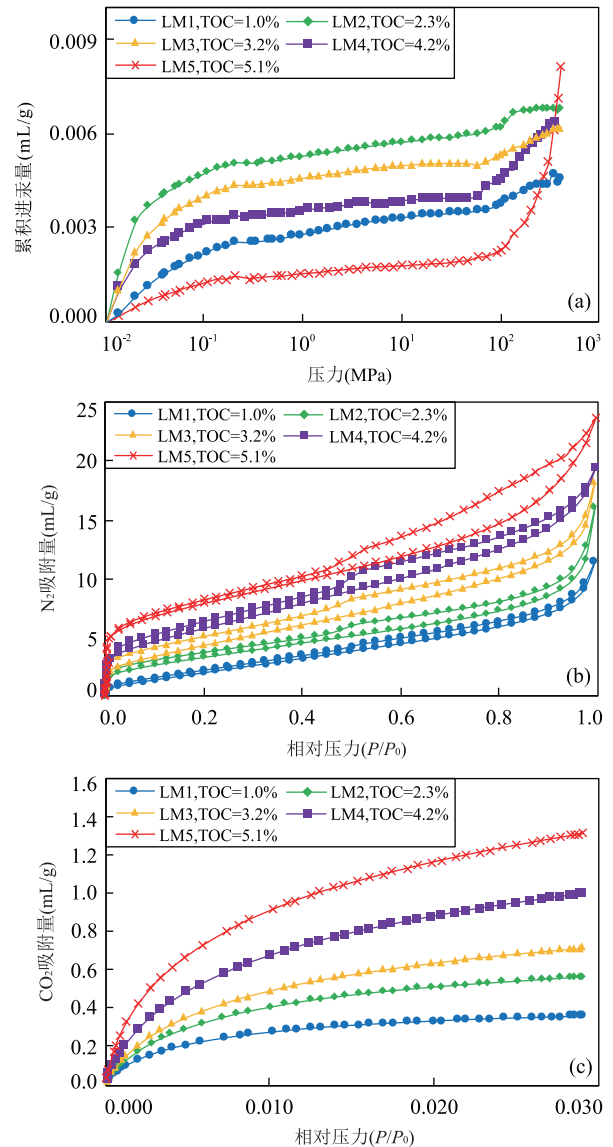 LM1,TOC=1.0% LM2,TOC=2.3%
LM3,TOC=3.2% LM4,TOC=4.2%
LM5,TOC=5.1%
0.009
0.006
0.003
0.000
累积进汞量(mL/g)
(a)
10⁻² 10⁻¹ 10⁰ 10¹ 10² 10³
压力(MPa)
LM1,TOC=1.0% LM2,TOC=2.3%
LM3,TOC=3.2% LM4,TOC=4.2%
LM5,TOC=5.1%
25
20
15
10
5
0
N₂吸附量(mL/g)
(b)
0.0 0.2 0.4 0.6 0.8 1.0
相对压力(P/P₀)
LM1,TOC=1.0% LM2,TOC=2.3%
LM3,TOC=3.2% LM4,TOC=4.2%
LM5,TOC=5.1%
1.6
1.4
1.2
1.0
0.8
0.6
0.4
0.2
0.0
CO₂吸附量(mL/g)
(c)
0.000 0.010 0.020 0.030
相对压力(P/P₀)